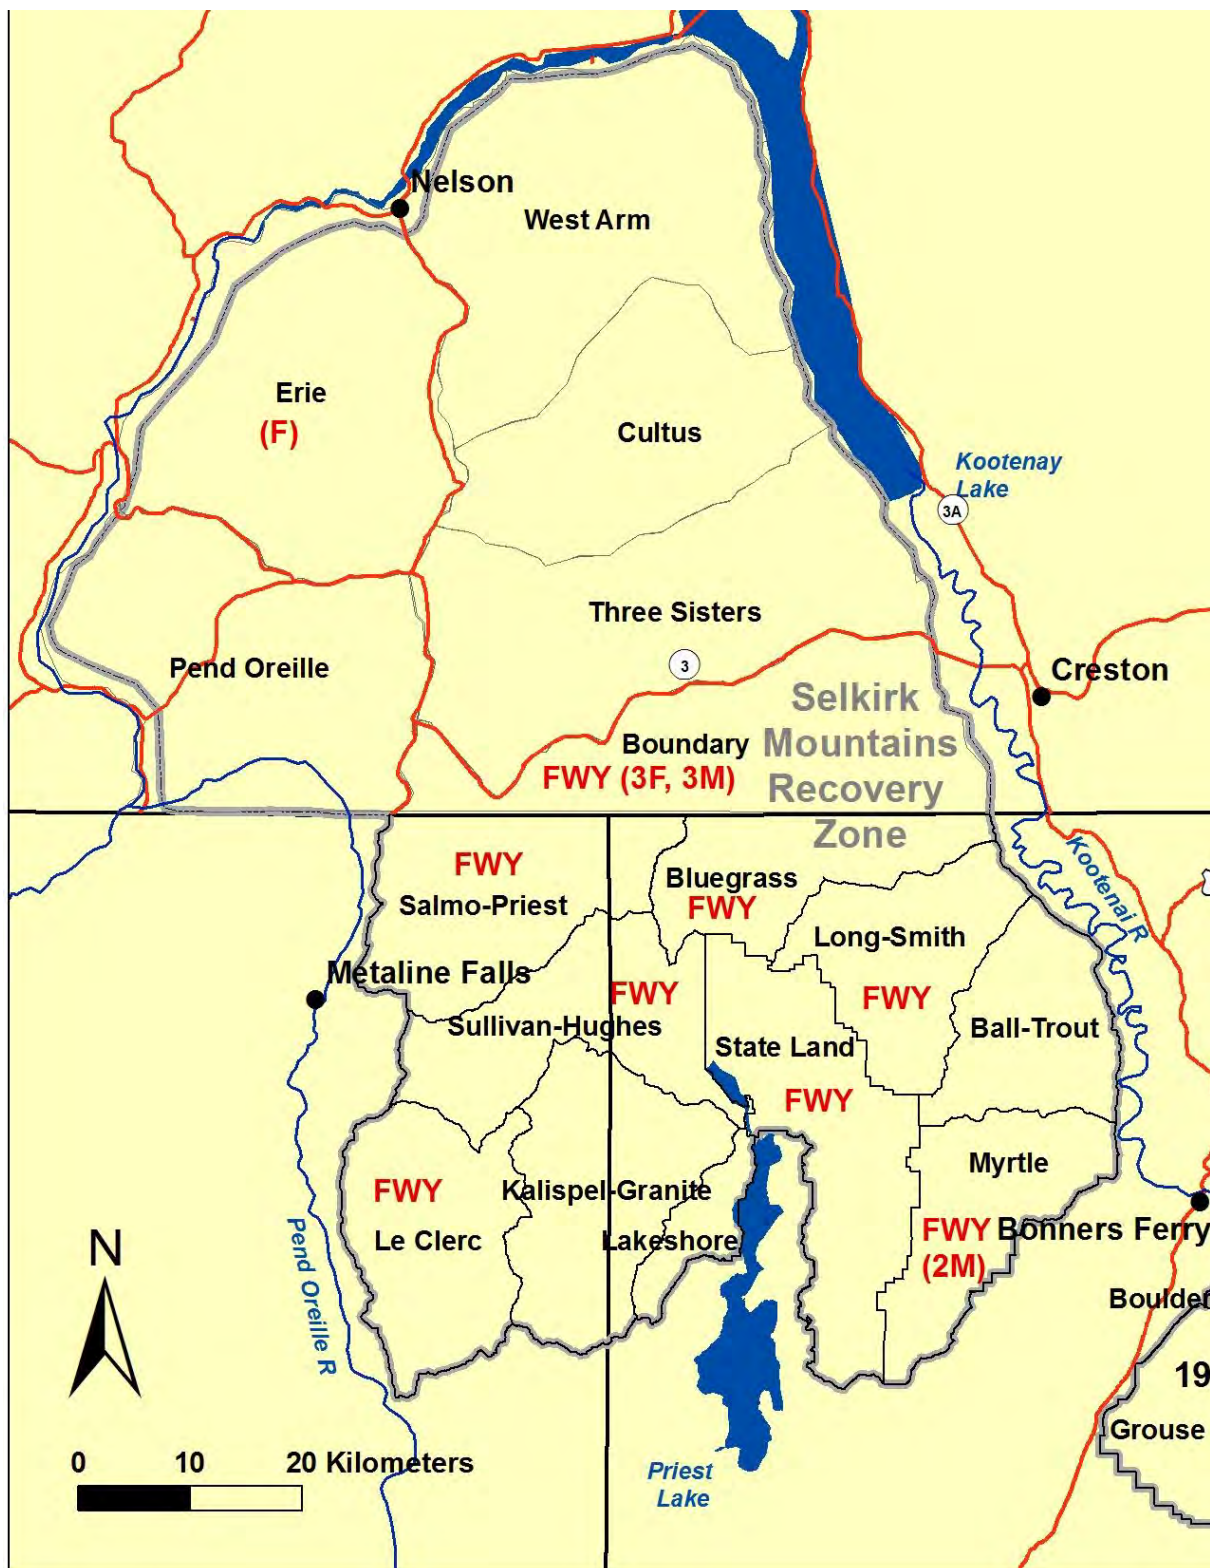 Nelson
West Arm
Erie
(F)
Cultus
Kootenay
Lake
3A
Three Sisters
Pend Oreille
3
Creston
Selkirk
Mountains
Recovery
Zone
Boundary
FWY (3F, 3M)
FWY
Salmo-Priest
Bluegrass
FWY
Kootenai R
Long-Smith
Metaline Falls
FWY
FWY
Sullivan-Hughes
State Land
Ball-Trout
FWY
Myrtle
FWY
Kalispel-Granite
Le Clerc
Lakeshore
FWY
(2M)
Bonners Ferry
N
Pend Oreille R
Boulder
19
Grouse
0 10 20 Kilometers
Priest
Lake